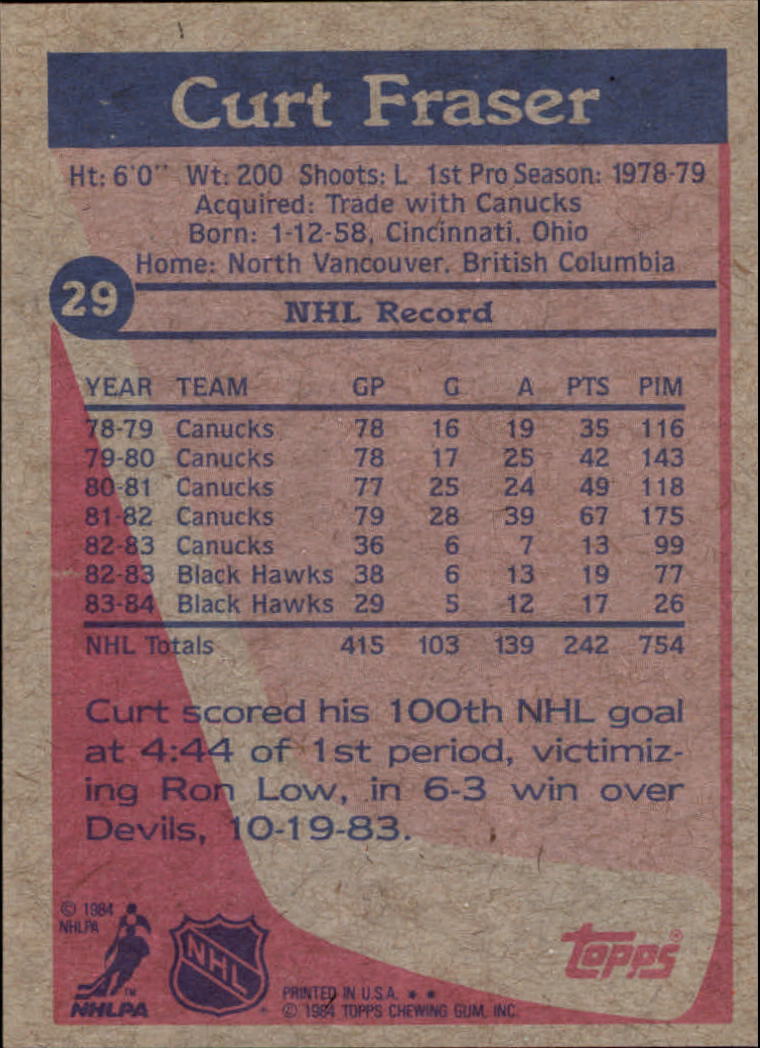 Curt Fraser
Ht: 6'0" Wt: 200 Shoots: L 1st Pro Season: 1978-79
Acquired: Trade with Canucks
Born: 1-12-58, Cincinnati, Ohio
Home: North Vancouver, British Columbia
29
NHL Record
YEAR TEAM GP G A PTS PIM
78-79 Canucks 78 16 19 35 116
79-80 Canucks 78 17 25 42 143
80-81 Canucks 77 25 24 49 118
81-82 Canucks 79 28 39 67 175
82-83 Canucks 36 6 7 13 99
82-83 Black Hawks 38 6 13 19 77
83-84 Black Hawks 29 5 12 17 26
NHL Totals 415 103 139 242 754
Curt scored his 100th NHL goal
at 4:44 of 1st period, victimiz-
ing Ron Low, in 6-3 win over
Devils, 10-19-83.
© 1984
NHLPA
NHLPA™
NHL
topps®
PRINTED IN U.S.A. * *
© 1984 TOPPS CHEWING GUM, INC.